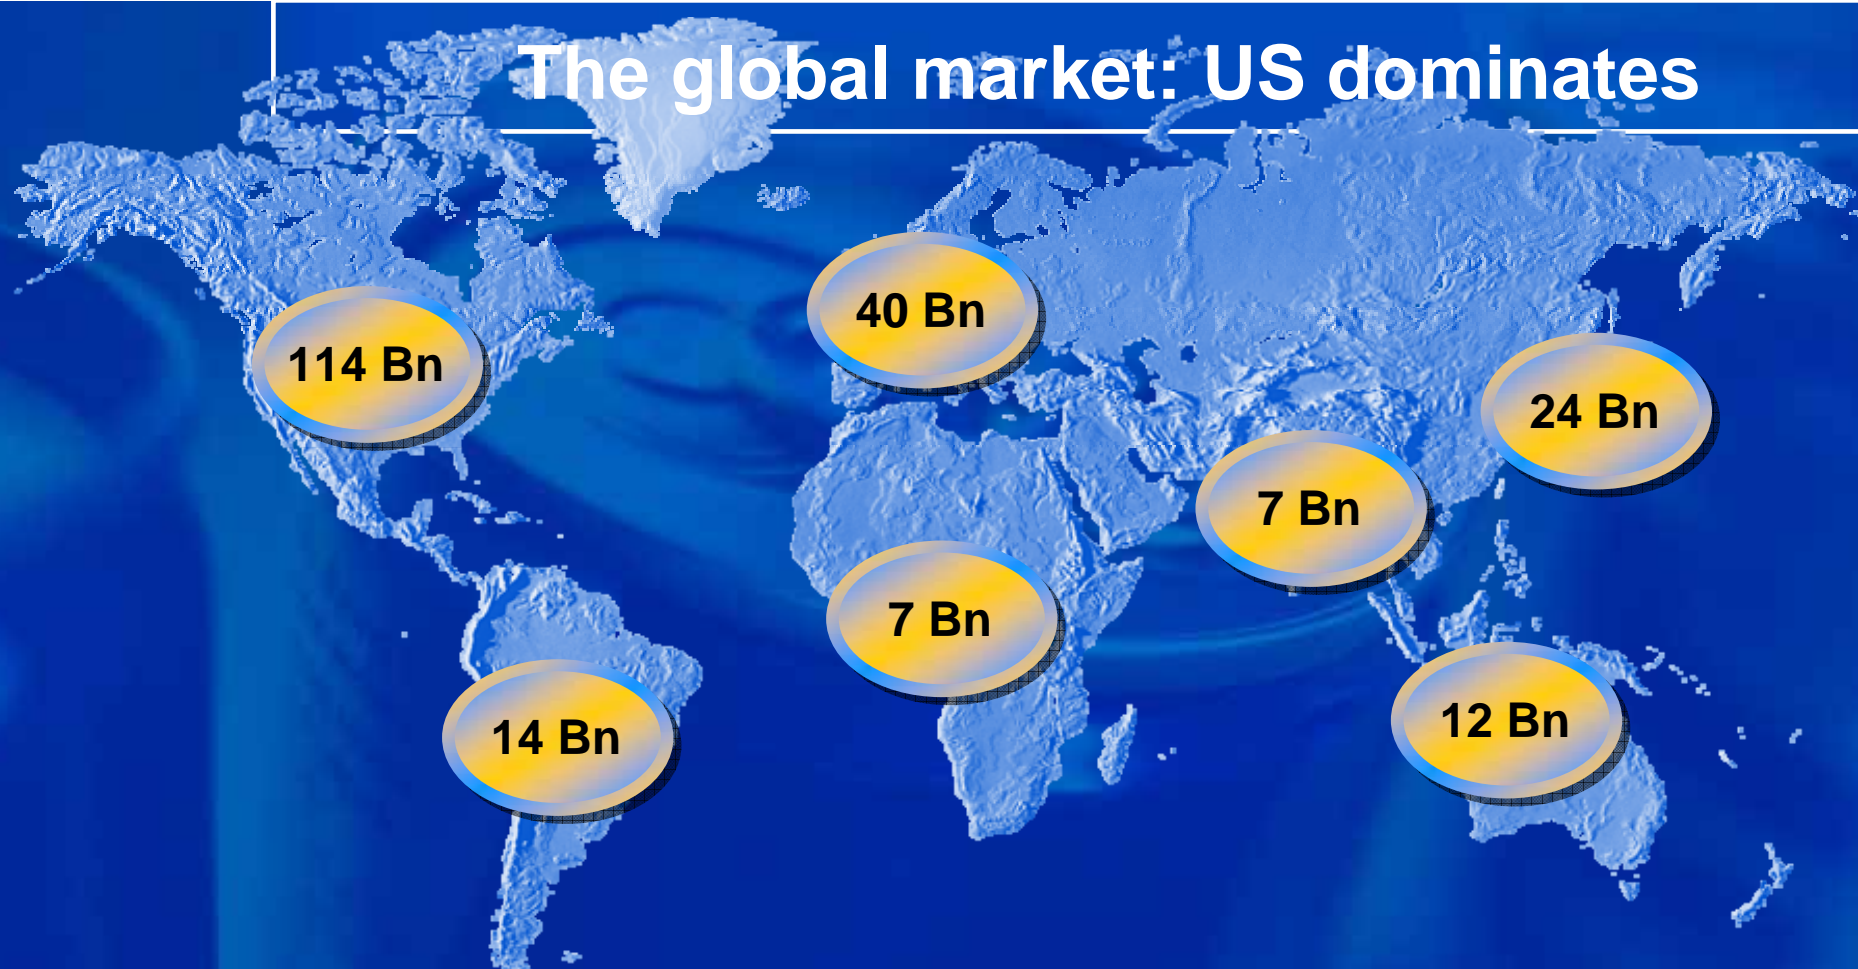 The global market: US dominates
40 Bn
114 Bn
24 Bn
7 Bn
7 Bn
12 Bn
14 Bn